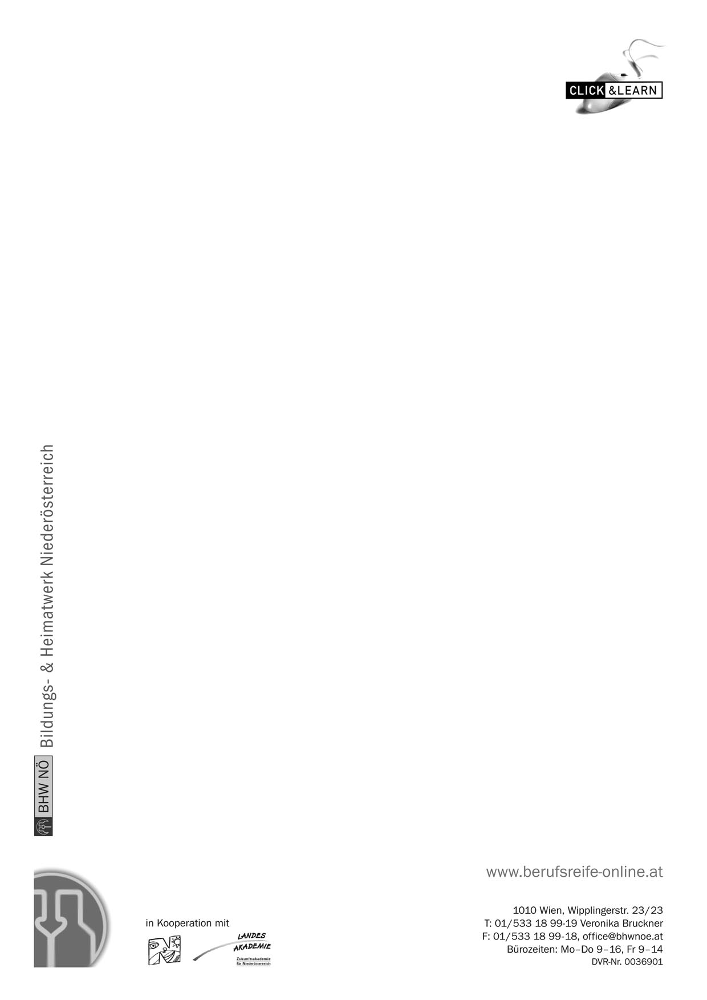 CLICK &LEARN
Bildungs- & Heimatwerk Niederösterreich
BHW NÖ
www.berufsreife-online.at
1010 Wien, Wipplingerstr. 23/23
T: 01/533 18 99-19 Veronika Bruckner
F: 01/533 18 99-18, office@bhwnoe.at
Bürozeiten: Mo–Do 9–16, Fr 9–14
DVR-Nr. 0036901
in Kooperation mit
LANDES
AKADEMIE
Zukunftsakademie
für Niederösterreich